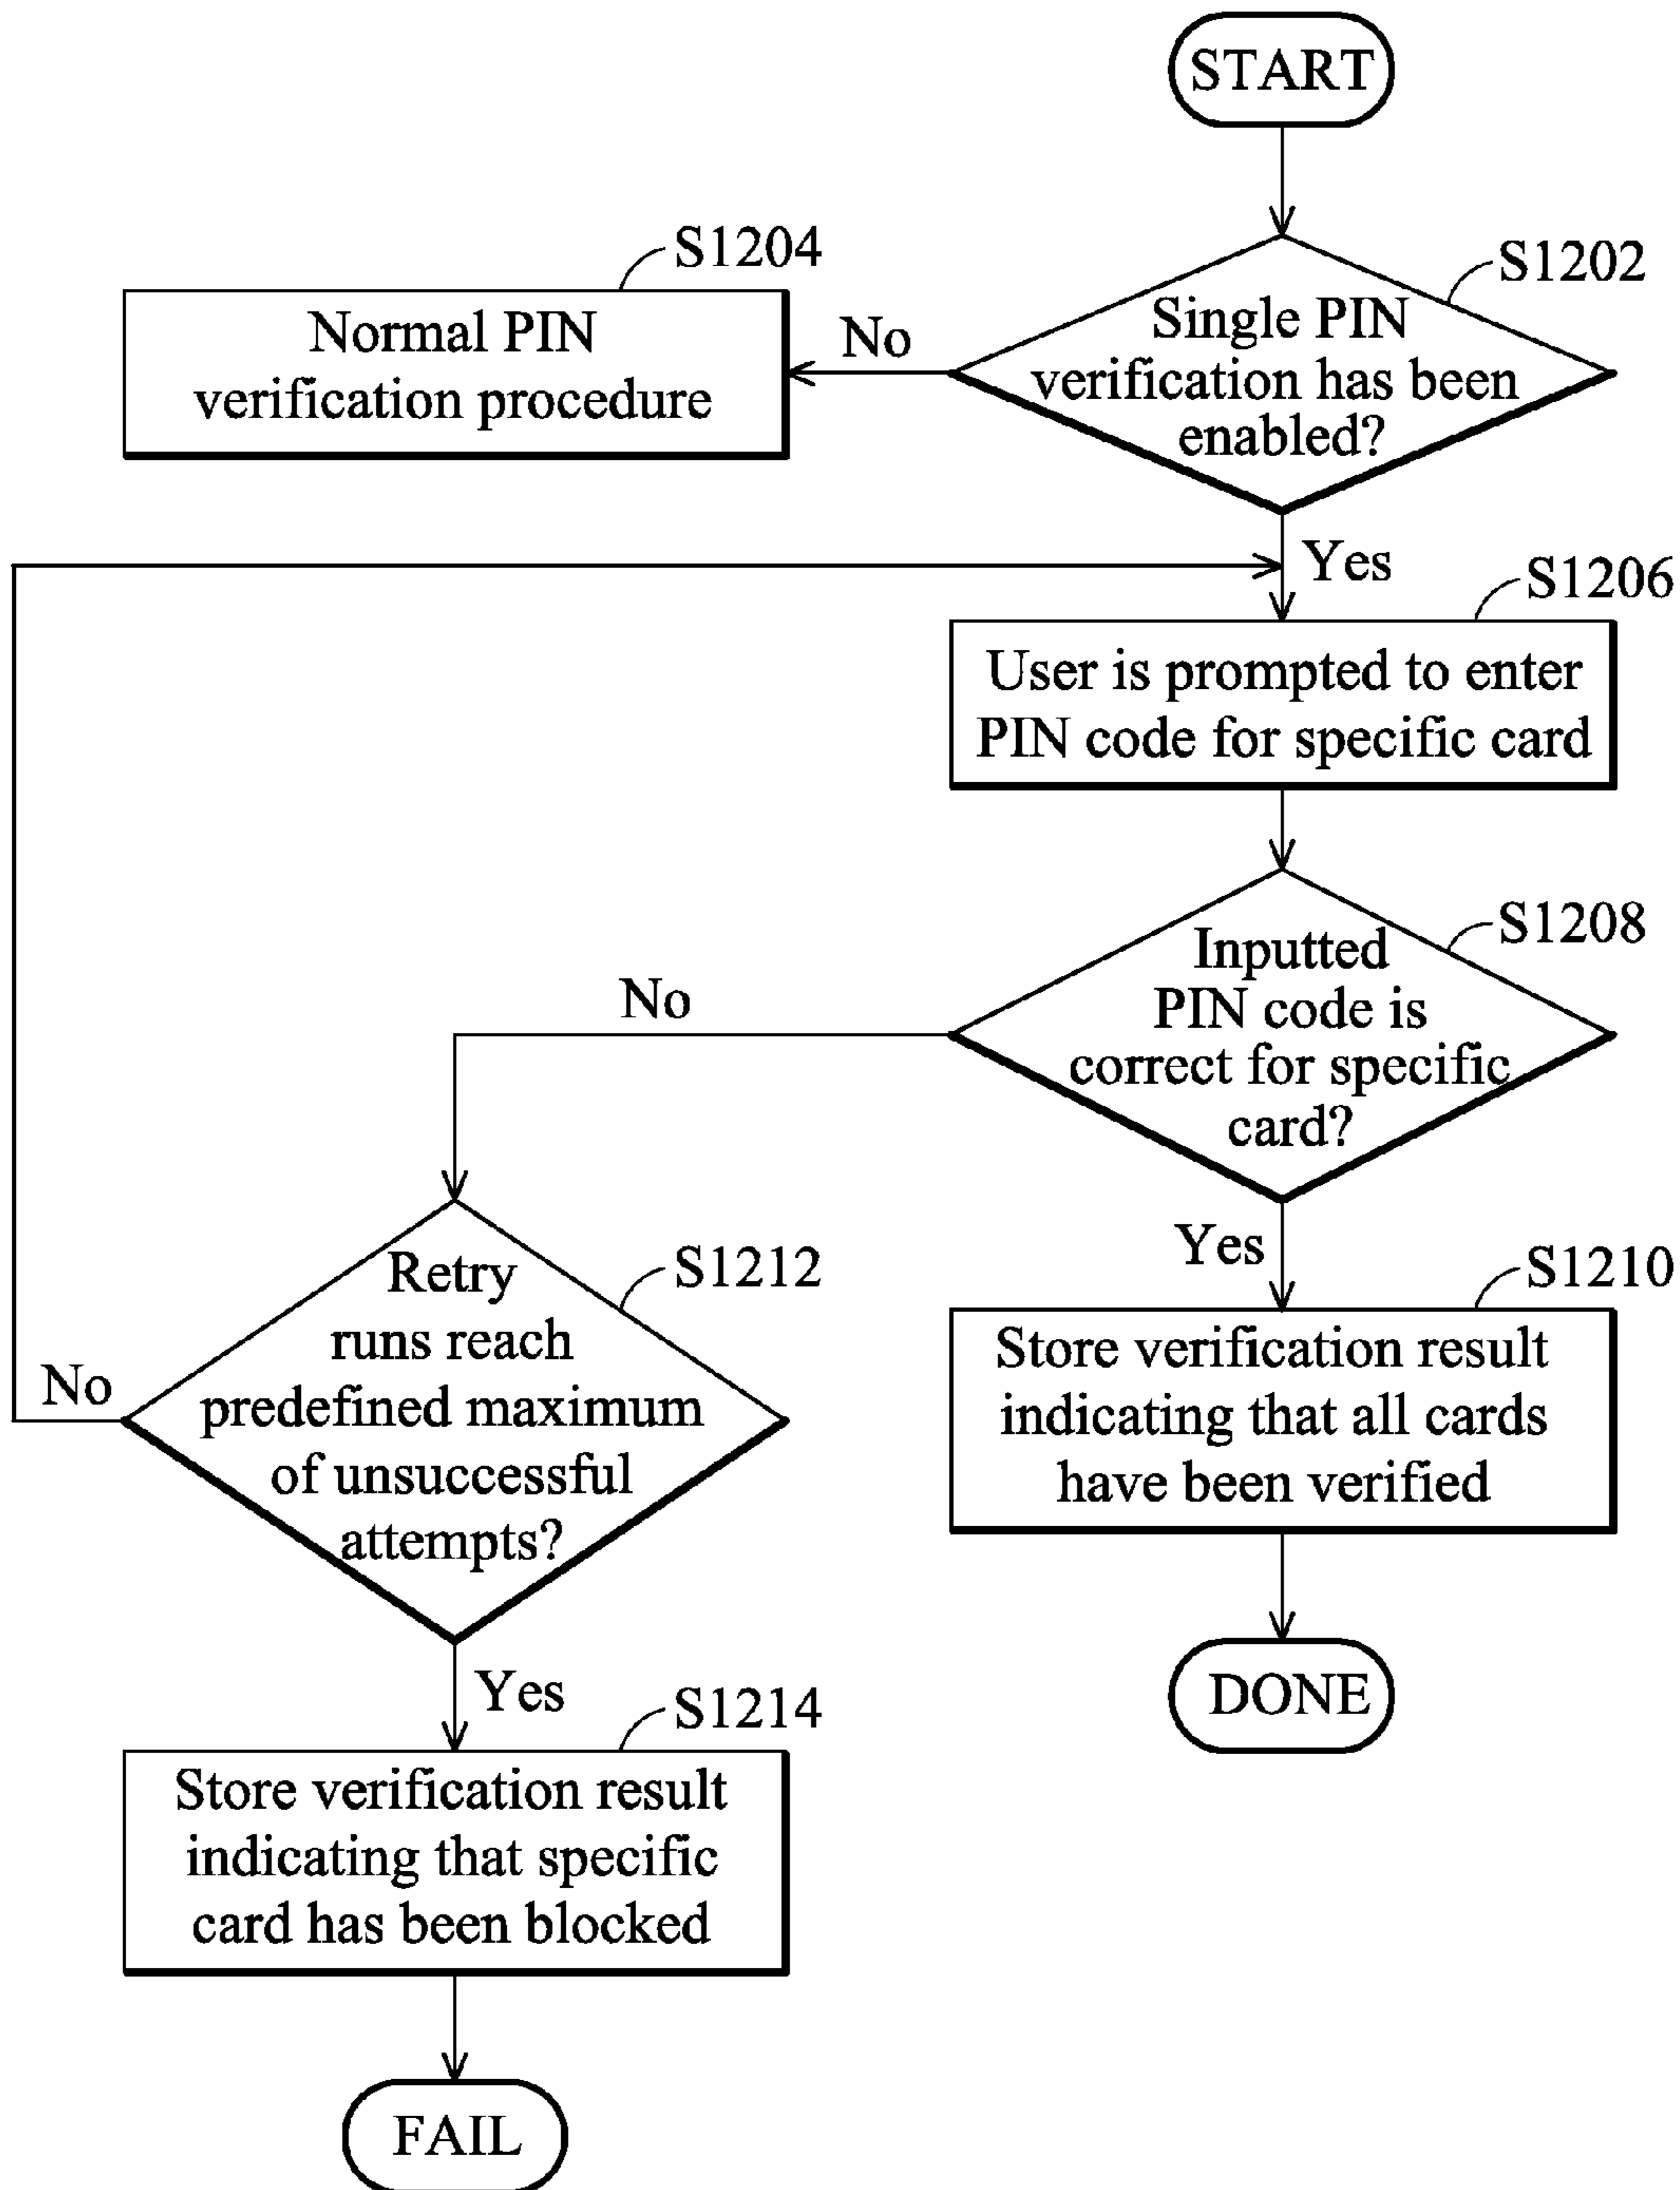 START
S1204
S1202
Normal PIN
verification procedure
No
Single PIN
verification has been
enabled?
Yes
S1206
User is prompted to enter
PIN code for specific card
S1208
Inputted
PIN code is
correct for specific
card?
No
Yes
S1212
Retry
runs reach
predefined maximum
of unsuccessful
attempts?
No
S1210
Store verification result
indicating that all cards
have been verified
Yes
DONE
S1214
Store verification result
indicating that specific
card has been blocked
FAIL